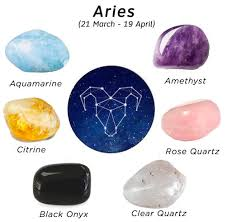 Aries
(21 March - 19 April)
Aquamarine
Amethyst
Citrine
Rose Quartz
Black Onyx
Clear Quartz